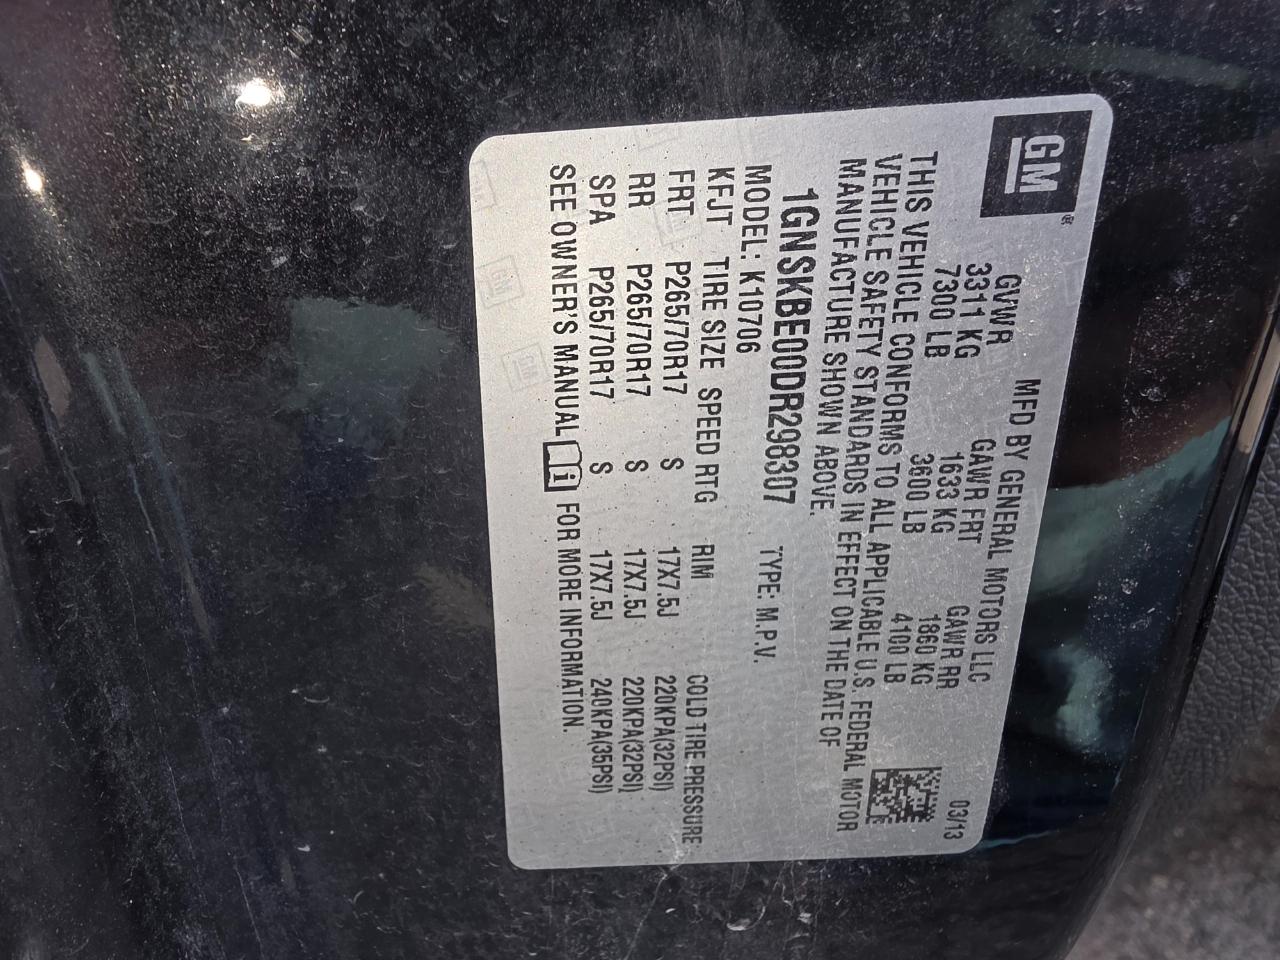 GM®
MFD BY GENERAL MOTORS LLC
03/13
GVWR GAWR FRT GAWR RR
3311 KG 1633 KG 1860 KG
7300 LB 3600 LB 4100 LB
THIS VEHICLE CONFORMS TO ALL APPLICABLE U.S. FEDERAL MOTOR
VEHICLE SAFETY STANDARDS IN EFFECT ON THE DATE OF
MANUFACTURE SHOWN ABOVE.
1GNSKBE00DR298307 TYPE: M.P.V.
MODEL: K10706
KFJT TIRE SIZE SPEED RTG RIM COLD TIRE PRESSURE
FRT P265/70R17 S 17X7.5J 220KPA(32PSI)
RR P265/70R17 S 17X7.5J 220KPA(32PSI)
SPA P265/70R17 S 17X7.5J 240KPA(35PSI)
SEE OWNER'S MANUAL i FOR MORE INFORMATION.